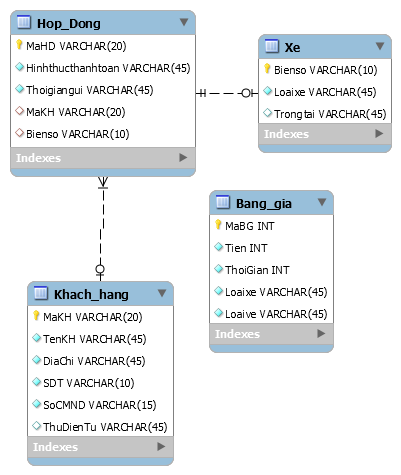 Hop_Dong
MaHD VARCHAR(20)
Hinhthucthanhtoan VARCHAR(45)
Thoigiangui VARCHAR(45)
MaKH VARCHAR(20)
Bienso VARCHAR(10)
Indexes
Xe
Bienso VARCHAR(10)
Loaixe VARCHAR(45)
Trongtai VARCHAR(45)
Indexes
Bang_gia
MaBG INT
Tien INT
ThoiGian INT
Loaixe VARCHAR(45)
Loaive VARCHAR(45)
Indexes
Khach_hang
MaKH VARCHAR(20)
TenKH VARCHAR(45)
DiaChi VARCHAR(45)
SDT VARCHAR(10)
SoCMND VARCHAR(15)
ThuDienTu VARCHAR(45)
Indexes